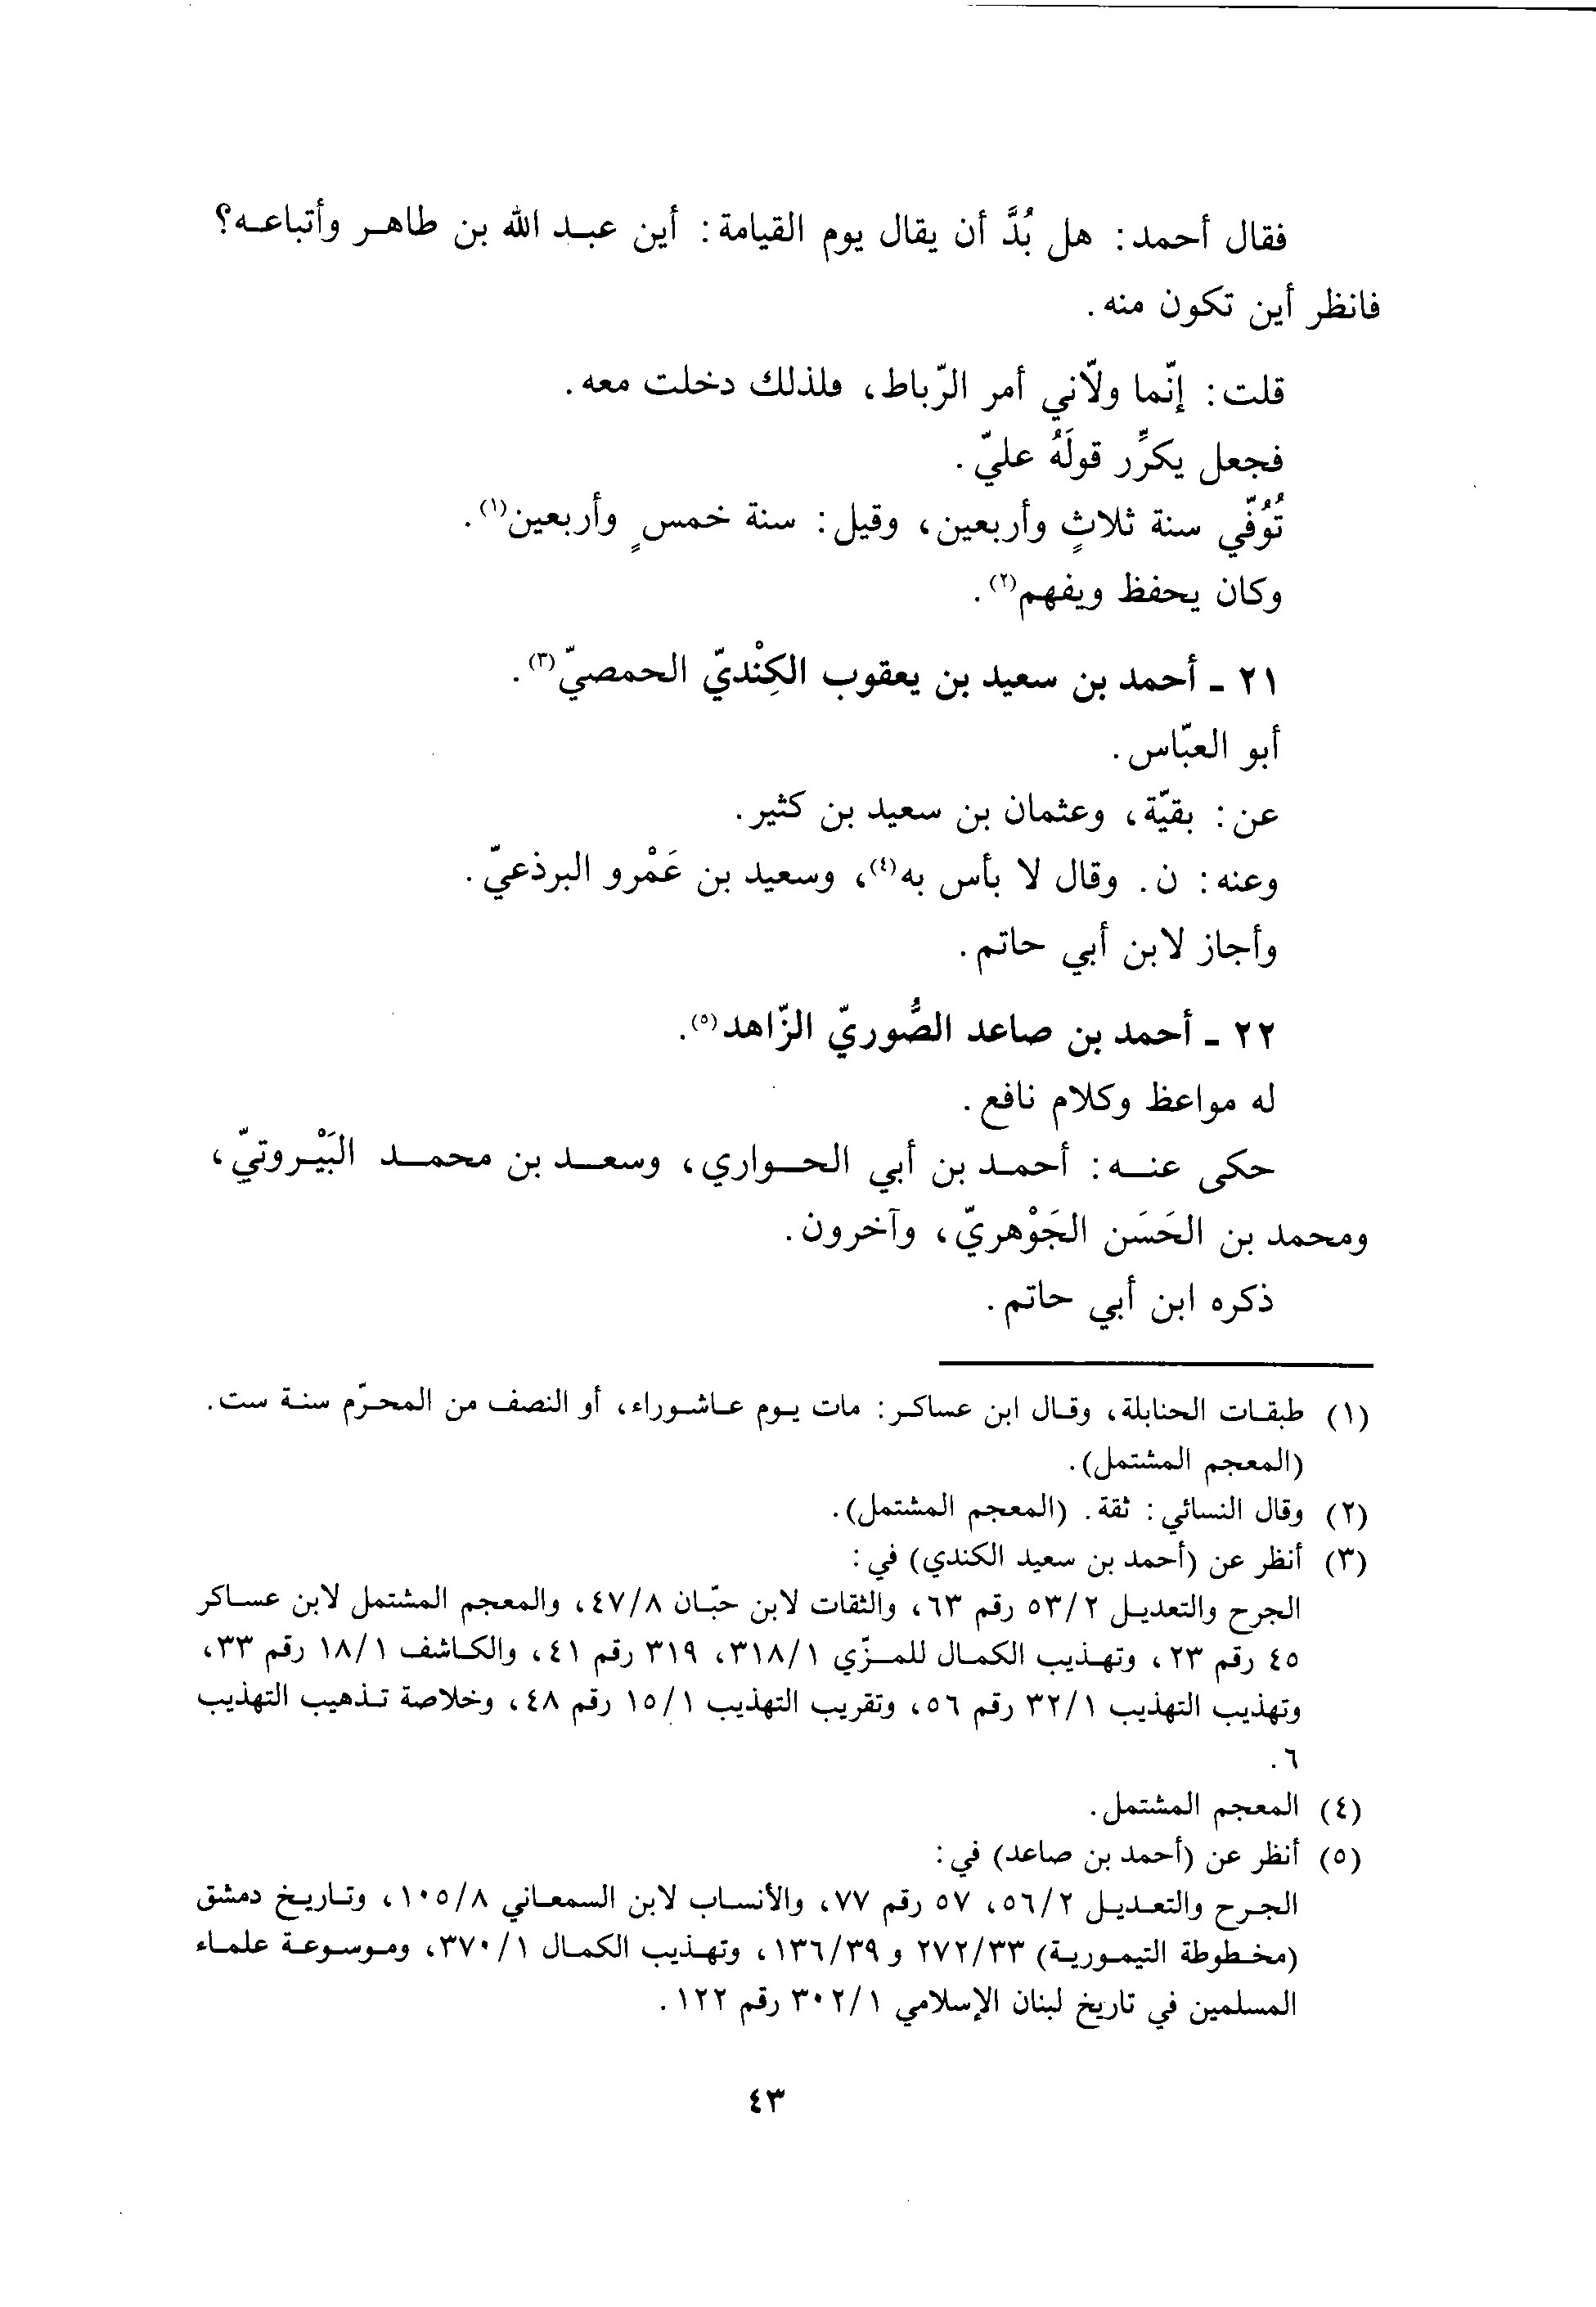 فقال أحمد: هل بُدَّ أن يقال يوم القيامة: أين عبد الله بن طاهر وأتباعه؟
فانظر أين تكون منه.
قلت: إنّما ولّاني أمر الرّباط، فلذلك دخلت معه.
فجعل يكرِّر قولَهُ عليّ.
تُوُفّي سنة ثلاثٍ وأربعين، وقيل: سنة خمسٍ وأربعين(١).
وكان يحفظ ويفهم(٢).
٢١ - أحمد بن سعيد بن يعقوب الكِنْديّ الحمصيّ(٣).
أبو العبّاس.
عن: بقيّة، وعثمان بن سعيد بن كثير.
وعنه: ن. وقال لا بأس به(٤)، وسعيد بن عَمْرو البرذعيّ.
وأجاز لابن أبي حاتم.
٢٢ - أحمد بن صاعد الصُّوريّ الزّاهد(٥).
له مواعظ وكلام نافع.
حكى عنه: أحمد بن أبي الحواري، وسعد بن محمد البَيْروتيّ،
ومحمد بن الحَسَن الجَوْهريّ، وآخرون.
ذكره ابن أبي حاتم.
(١) طبقات الحنابلة، وقال ابن عساكر: مات يوم عاشوراء، أو النصف من المحرّم سنة ست.
(المعجم المشتمل).
(٢) وقال النسائي: ثقة. (المعجم المشتمل).
(٣) أنظر عن (أحمد بن سعيد الكندي) في:
الجرح والتعديل ٥٣/٢ رقم ٦٣، والثقات لابن حبّان ٤٧/٨، والمعجم المشتمل لابن عساكر
٤٥ رقم ٢٣، وتهذيب الكمال للمزّي ٣١٨/١، ٣١٩ رقم ٤١، والكاشف ١٨/١ رقم ٣٣،
وتهذيب التهذيب ٣٢/١ رقم ٥٦، وتقريب التهذيب ١٥/١ رقم ٤٨، وخلاصة تذهيب التهذيب
٦.
(٤) المعجم المشتمل.
(٥) أنظر عن (أحمد بن صاعد) في:
الجرح والتعديل ٥٦/٢، ٥٧ رقم ٧٧، والأنساب لابن السمعاني ١٠٥/٨، وتاريخ دمشق
(مخطوطة التيمورية) ٢٧٢/٣٣ و ١٣٦/٣٩، وتهذيب الكمال ٣٧٠/١، وموسوعة علماء
المسلمين في تاريخ لبنان الإسلامي ٣٠٢/١ رقم ١٢٢.
٤٣